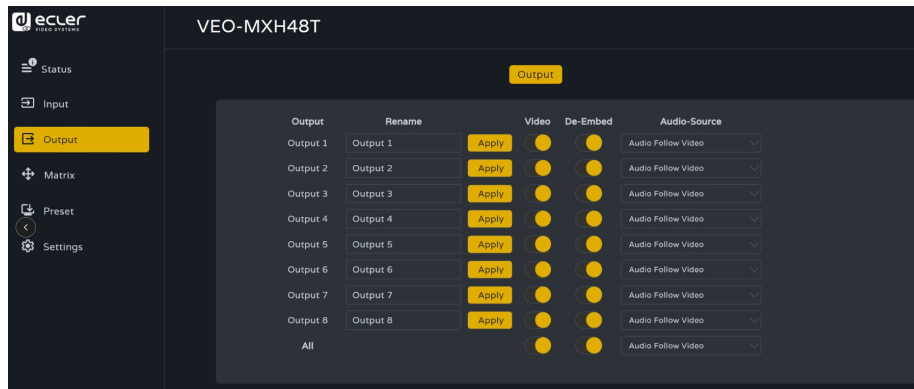 ecler
VIDEO SYSTEMS
VEO-MXH48T
Status
Input
Output
Matrix
Preset
Settings
Output
Output Rename Video De-Embed Audio-Source
Output 1 Output 1 Apply Audio Follow Video
Output 2 Output 2 Apply Audio Follow Video
Output 3 Output 3 Apply Audio Follow Video
Output 4 Output 4 Apply Audio Follow Video
Output 5 Output 5 Apply Audio Follow Video
Output 6 Output 6 Apply Audio Follow Video
Output 7 Output 7 Apply Audio Follow Video
Output 8 Output 8 Apply Audio Follow Video
All Audio Follow Video